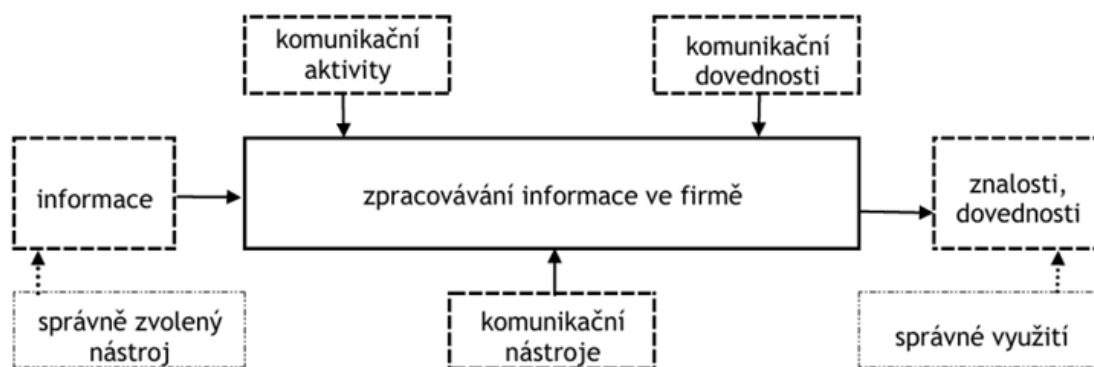 komunikační
aktivity
komunikační
dovednosti
informace
zpracovávání informace ve firmě
znalosti,
dovednosti
správně zvolený
nástroj
komunikační
nástroje
správné využití